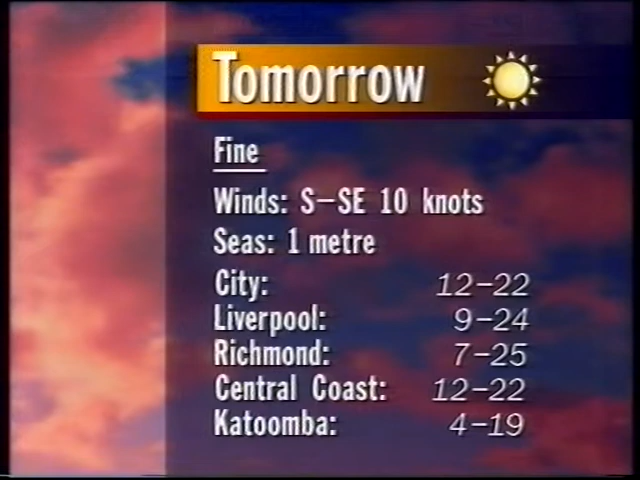 Tomorrow
Fine
Winds: S-SE 10 knots
Seas: 1 metre
City: 12-22
Liverpool: 9-24
Richmond: 7-25
Central Coast: 12-22
Katoomba: 4-19